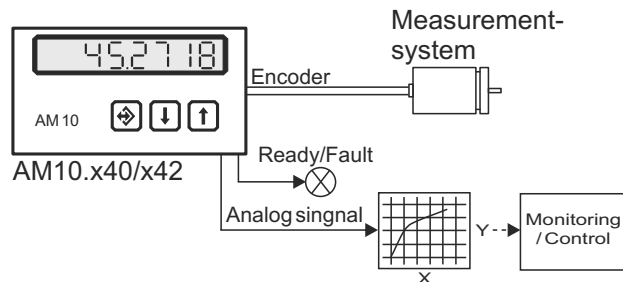 Measurement-
system
45.2718
Encoder
AM 10
Ready/Fault
AM10.x40/x42
Analog singnal
Y
Monitoring
/ Control
X